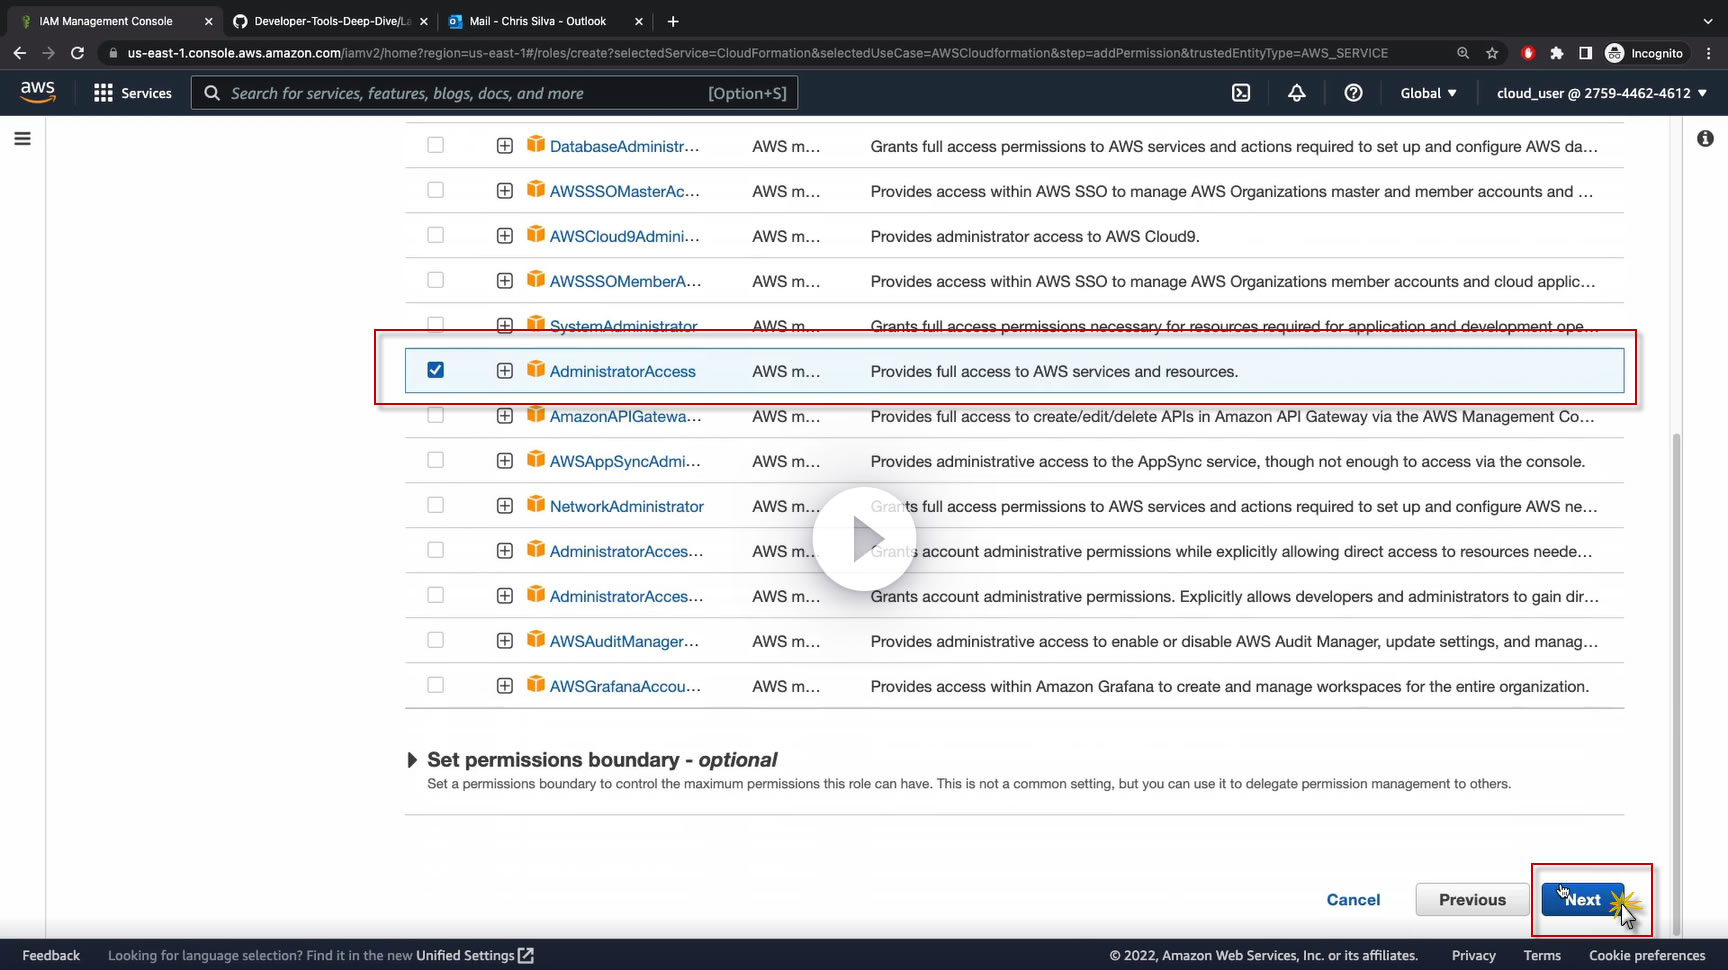 IAM Management Console
Developer-Tools-Deep-Dive/La
Mail - Chris Silva - Outlook
us-east-1.console.aws.amazon.com/iamv2/home?region=us-east-1#/roles/create?selectedService=CloudFormation&selectedUseCase=AWSCloudformation&step=addPermission&trustedEntityType=AWS_SERVICE
Incognito
aws
Services
Search for services, features, blogs, docs, and more
[Option+S]
Global
cloud_user @ 2759-4462-4612
DatabaseAdministr... AWS m... Grants full access permissions to AWS services and actions required to set up and configure AWS da...
AWSSSOMasterAc... AWS m... Provides access within AWS SSO to manage AWS Organizations master and member accounts and ...
AWSCloud9Admini... AWS m... Provides administrator access to AWS Cloud9.
AWSSSOMemberA... AWS m... Provides access within AWS SSO to manage AWS Organizations member accounts and cloud applic...
SystemAdministrator AWS m... Grants full access permissions necessary for resources required for application and development ope...
AdministratorAccess AWS m... Provides full access to AWS services and resources.
AmazonAPIGatewa... AWS m... Provides full access to create/edit/delete APIs in Amazon API Gateway via the AWS Management Co...
AWSAppSyncAdmi... AWS m... Provides administrative access to the AppSync service, though not enough to access via the console.
NetworkAdministrator AWS m... Grants full access permissions to AWS services and actions required to set up and configure AWS ne...
AdministratorAcces... AWS m... Grants account administrative permissions while explicitly allowing direct access to resources neede...
AdministratorAcces... AWS m... Grants account administrative permissions. Explicitly allows developers and administrators to gain dir...
AWSAuditManager... AWS m... Provides administrative access to enable or disable AWS Audit Manager, update settings, and manag...
AWSGrafanaAccou... AWS m... Provides access within Amazon Grafana to create and manage workspaces for the entire organization.
Set permissions boundary - optional
Set a permissions boundary to control the maximum permissions this role can have. This is not a common setting, but you can use it to delegate permission management to others.
Cancel
Previous
Next
Feedback
Looking for language selection? Find it in the new Unified Settings
© 2022, Amazon Web Services, Inc. or its affiliates.
Privacy
Terms
Cookie preferences